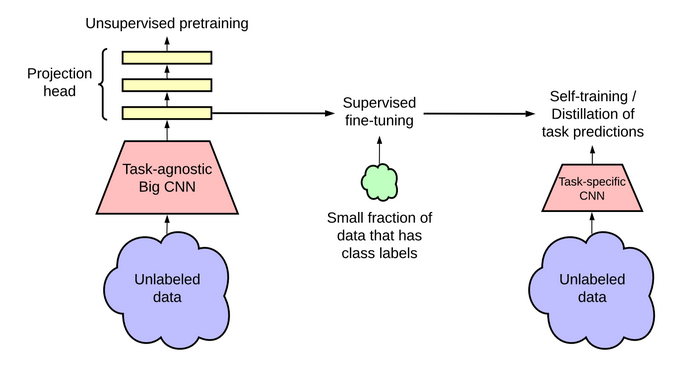 Unsupervised pretraining
Projection
head
Task-agnostic
Big CNN
Unlabeled
data
Supervised
fine-tuning
Small fraction of
data that has
class labels
Self-training /
Distillation of
task predictions
Task-specific
CNN
Unlabeled
data